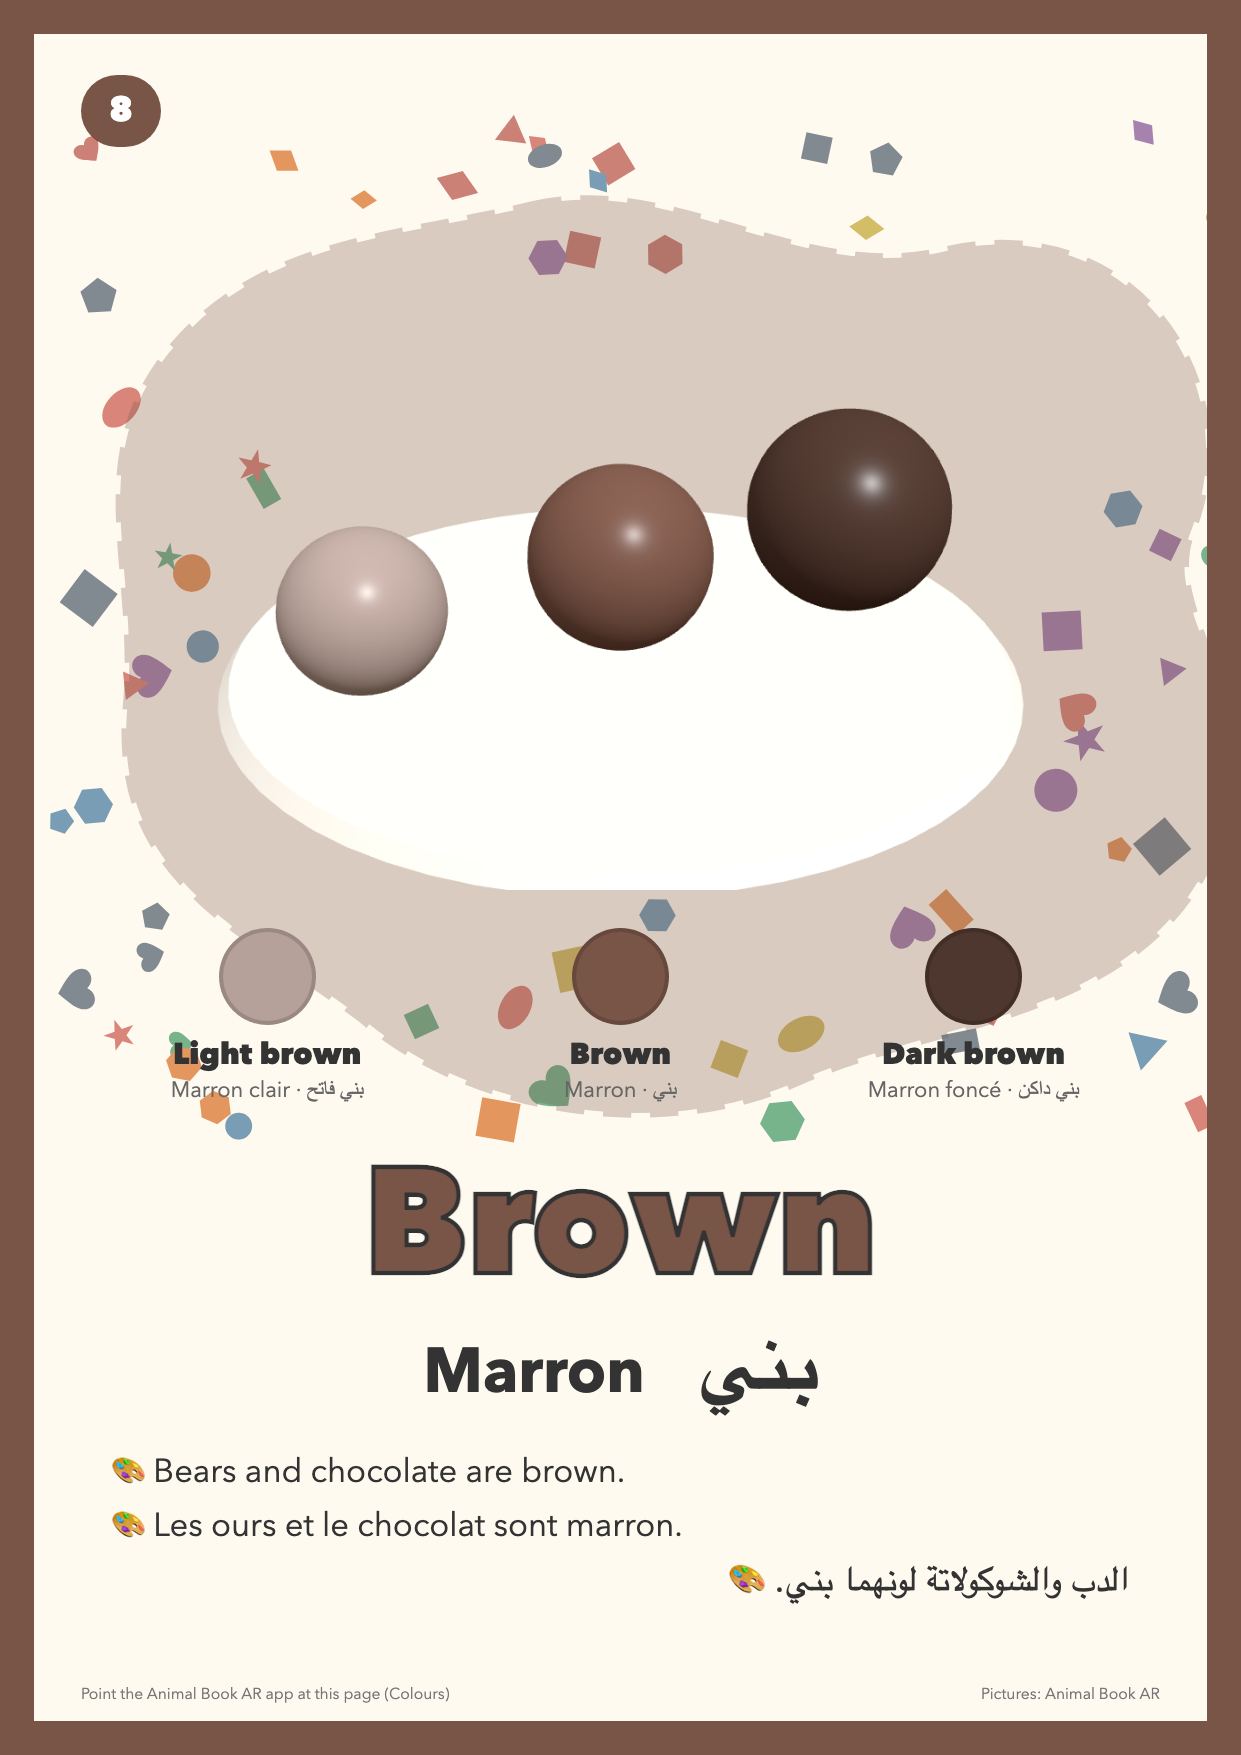 8
Light brown
Marron clair · بني فاتح
Brown
Marron · بني
Dark brown
Marron foncé · بني داكن
Brown
Marron بني
🎨 Bears and chocolate are brown.
🎨 Les ours et le chocolat sont marron.
🎨 الدب والشوكولاتة لونهما بني.
Point the Animal Book AR app at this page (Colours)
Pictures: Animal Book AR